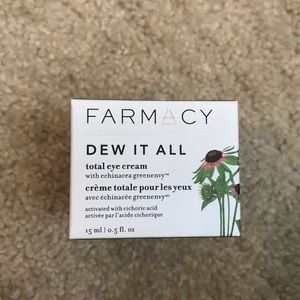 FARMACY
DEW IT ALL
total eye cream
with echinacea greenenvy™
crème totale pour les yeux
avec échinacée greenenvy™
activated with cichoric acid
activée par l'acide cichorique
15 ml | 0.5 fl. oz